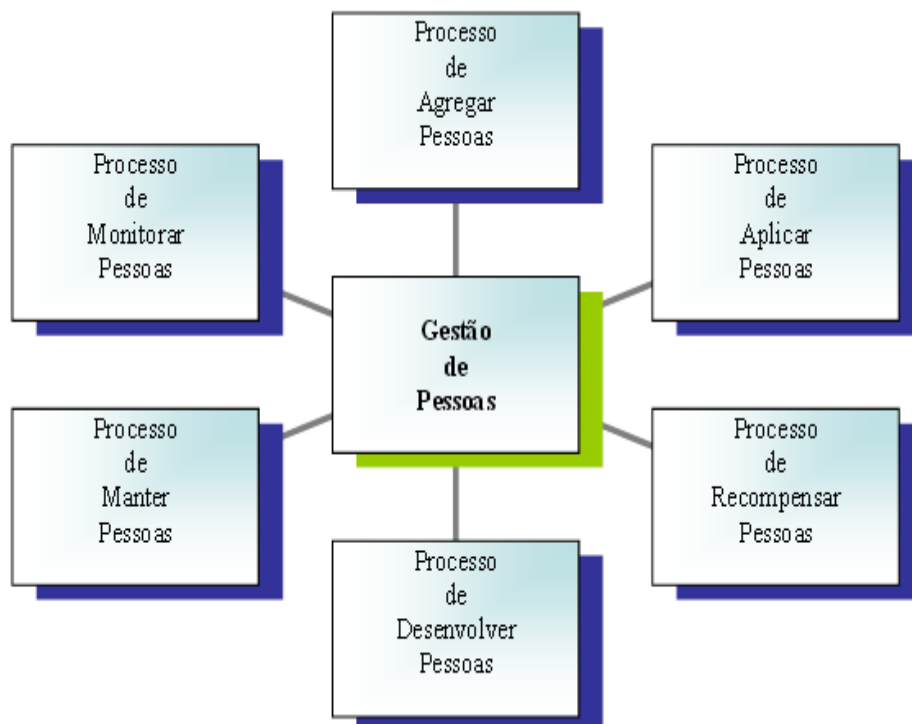 Processo
de
Agregar
Pessoas
Processo
de
Monitorar
Pessoas
Processo
de
Aplicar
Pessoas
Gestão
de
Pessoas
Processo
de
Manter
Pessoas
Processo
de
Recompensar
Pessoas
Processo
de
Desenvolver
Pessoas